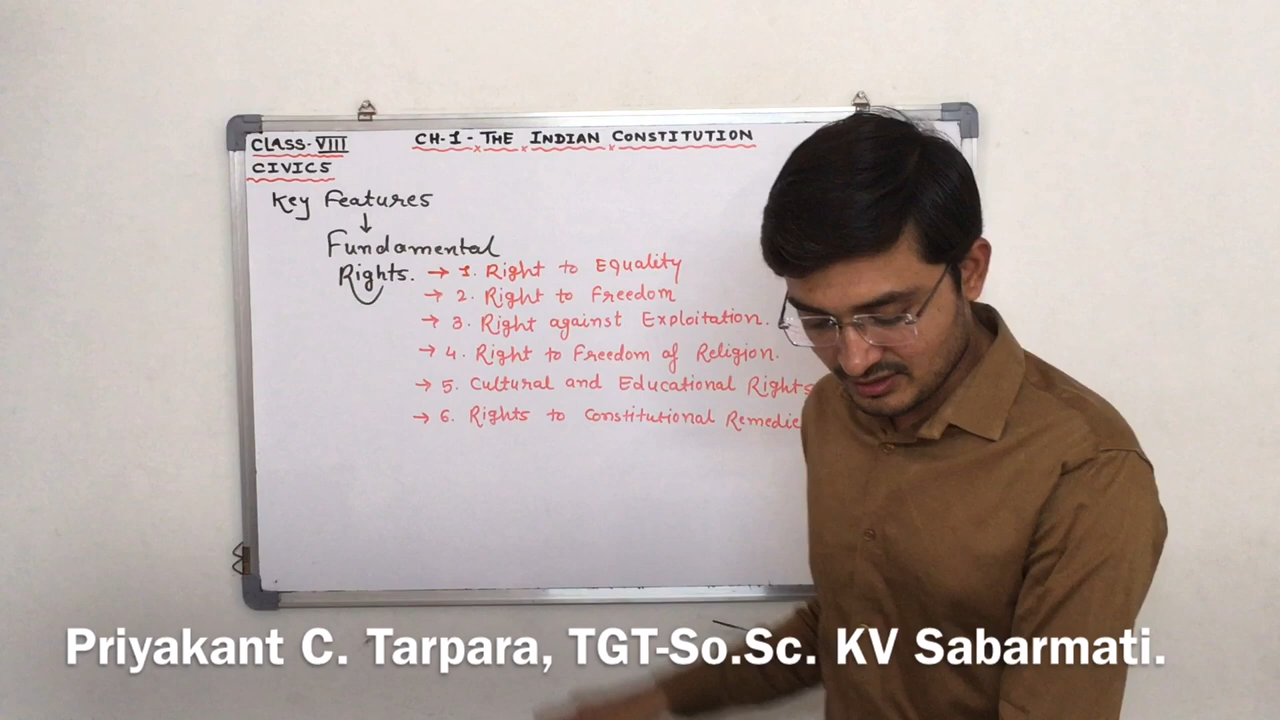 CLASS-VIII
CH-1-THE INDIAN CONSTITUTION
CIVICS
Key Features
↓
Fundamental
Rights.
→ 1. Right to Equality
→ 2. Right to Freedom
→ 3. Right against Exploitation.
→ 4. Right to Freedom of Religion.
→ 5. Cultural and Educational Rights
→ 6. Rights to Constitutional Remedie
Priyakant C. Tarpara, TGT-So.Sc. KV Sabarmati.